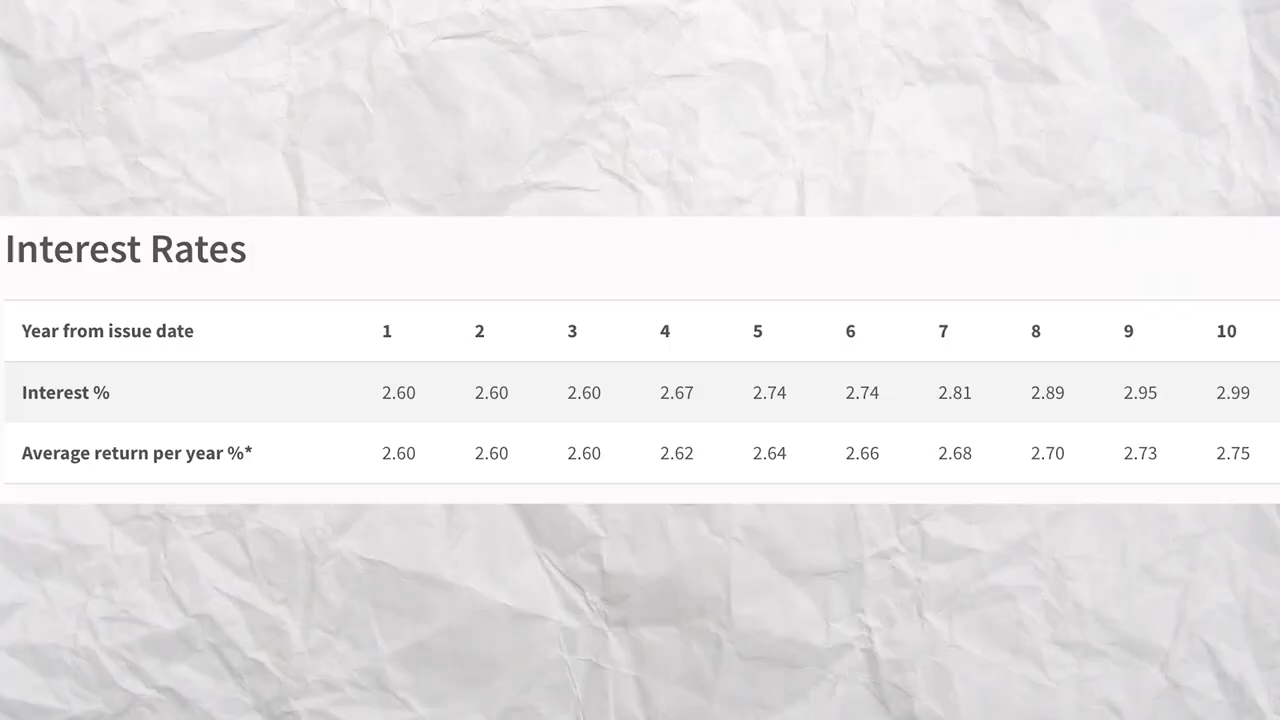 Interest Rates
Year from issue date 1 2 3 4 5 6 7 8 9 10
Interest % 2.60 2.60 2.60 2.67 2.74 2.74 2.81 2.89 2.95 2.99
Average return per year %* 2.60 2.60 2.60 2.62 2.64 2.66 2.68 2.70 2.73 2.75